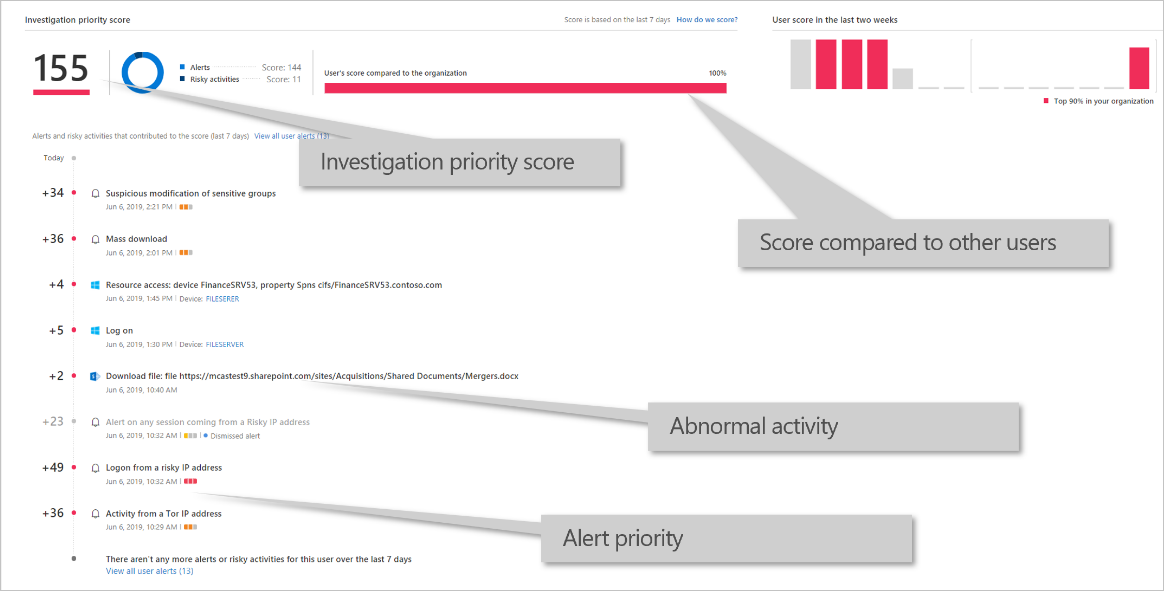 Investigation priority score
Score is based on the last 7 days How do we score?
User score in the last two weeks
155
Alerts Score: 144
Risky activities Score: 11
User's score compared to the organization 100%
Top 90% in your organization
Alerts and risky activities that contributed to the score (last 7 days) View all user alerts (13)
Investigation priority score
Today
+34 Suspicious modification of sensitive groups
Jun 6, 2019, 2:21 PM
Score compared to other users
+36 Mass download
Jun 6, 2019, 2:01 PM
+4 Resource access: device FinanceSRV53, property Spns cifs/FinanceSRV53.contoso.com
Jun 6, 2019, 1:45 PM | Device: FILESERER
+5 Log on
Jun 6, 2019, 1:30 PM | Device: FILESERVER
+2 Download file: file https://mcastest9.sharepoint.com/sites/Acquisitions/Shared Documents/Mergers.docx
Jun 6, 2019, 10:40 AM
Abnormal activity
+23 Alert on any session coming from a Risky IP address
Jun 6, 2019, 10:32 AM | Dismissed alert
+49 Logon from a risky IP address
Jun 6, 2019, 10:32 AM
+36 Activity from a Tor IP address
Jun 6, 2019, 10:29 AM
Alert priority
There aren't any more alerts or risky activities for this user over the last 7 days
View all user alerts (13)